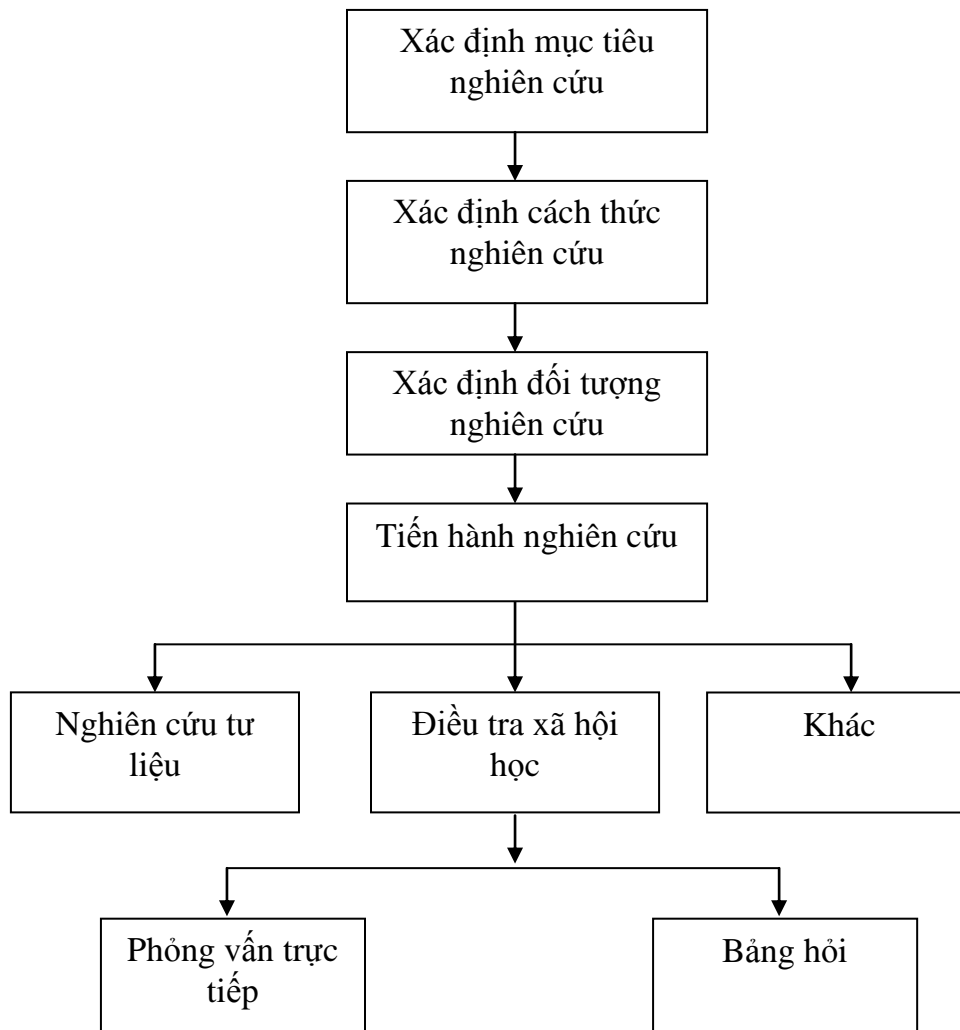 Xác định mục tiêu
nghiên cứu
Xác định cách thức
nghiên cứu
Xác định đối tượng
nghiên cứu
Tiến hành nghiên cứu
Nghiên cứu tư
liệu
Điều tra xã hội
học
Khác
Phỏng vấn trực
tiếp
Bảng hỏi